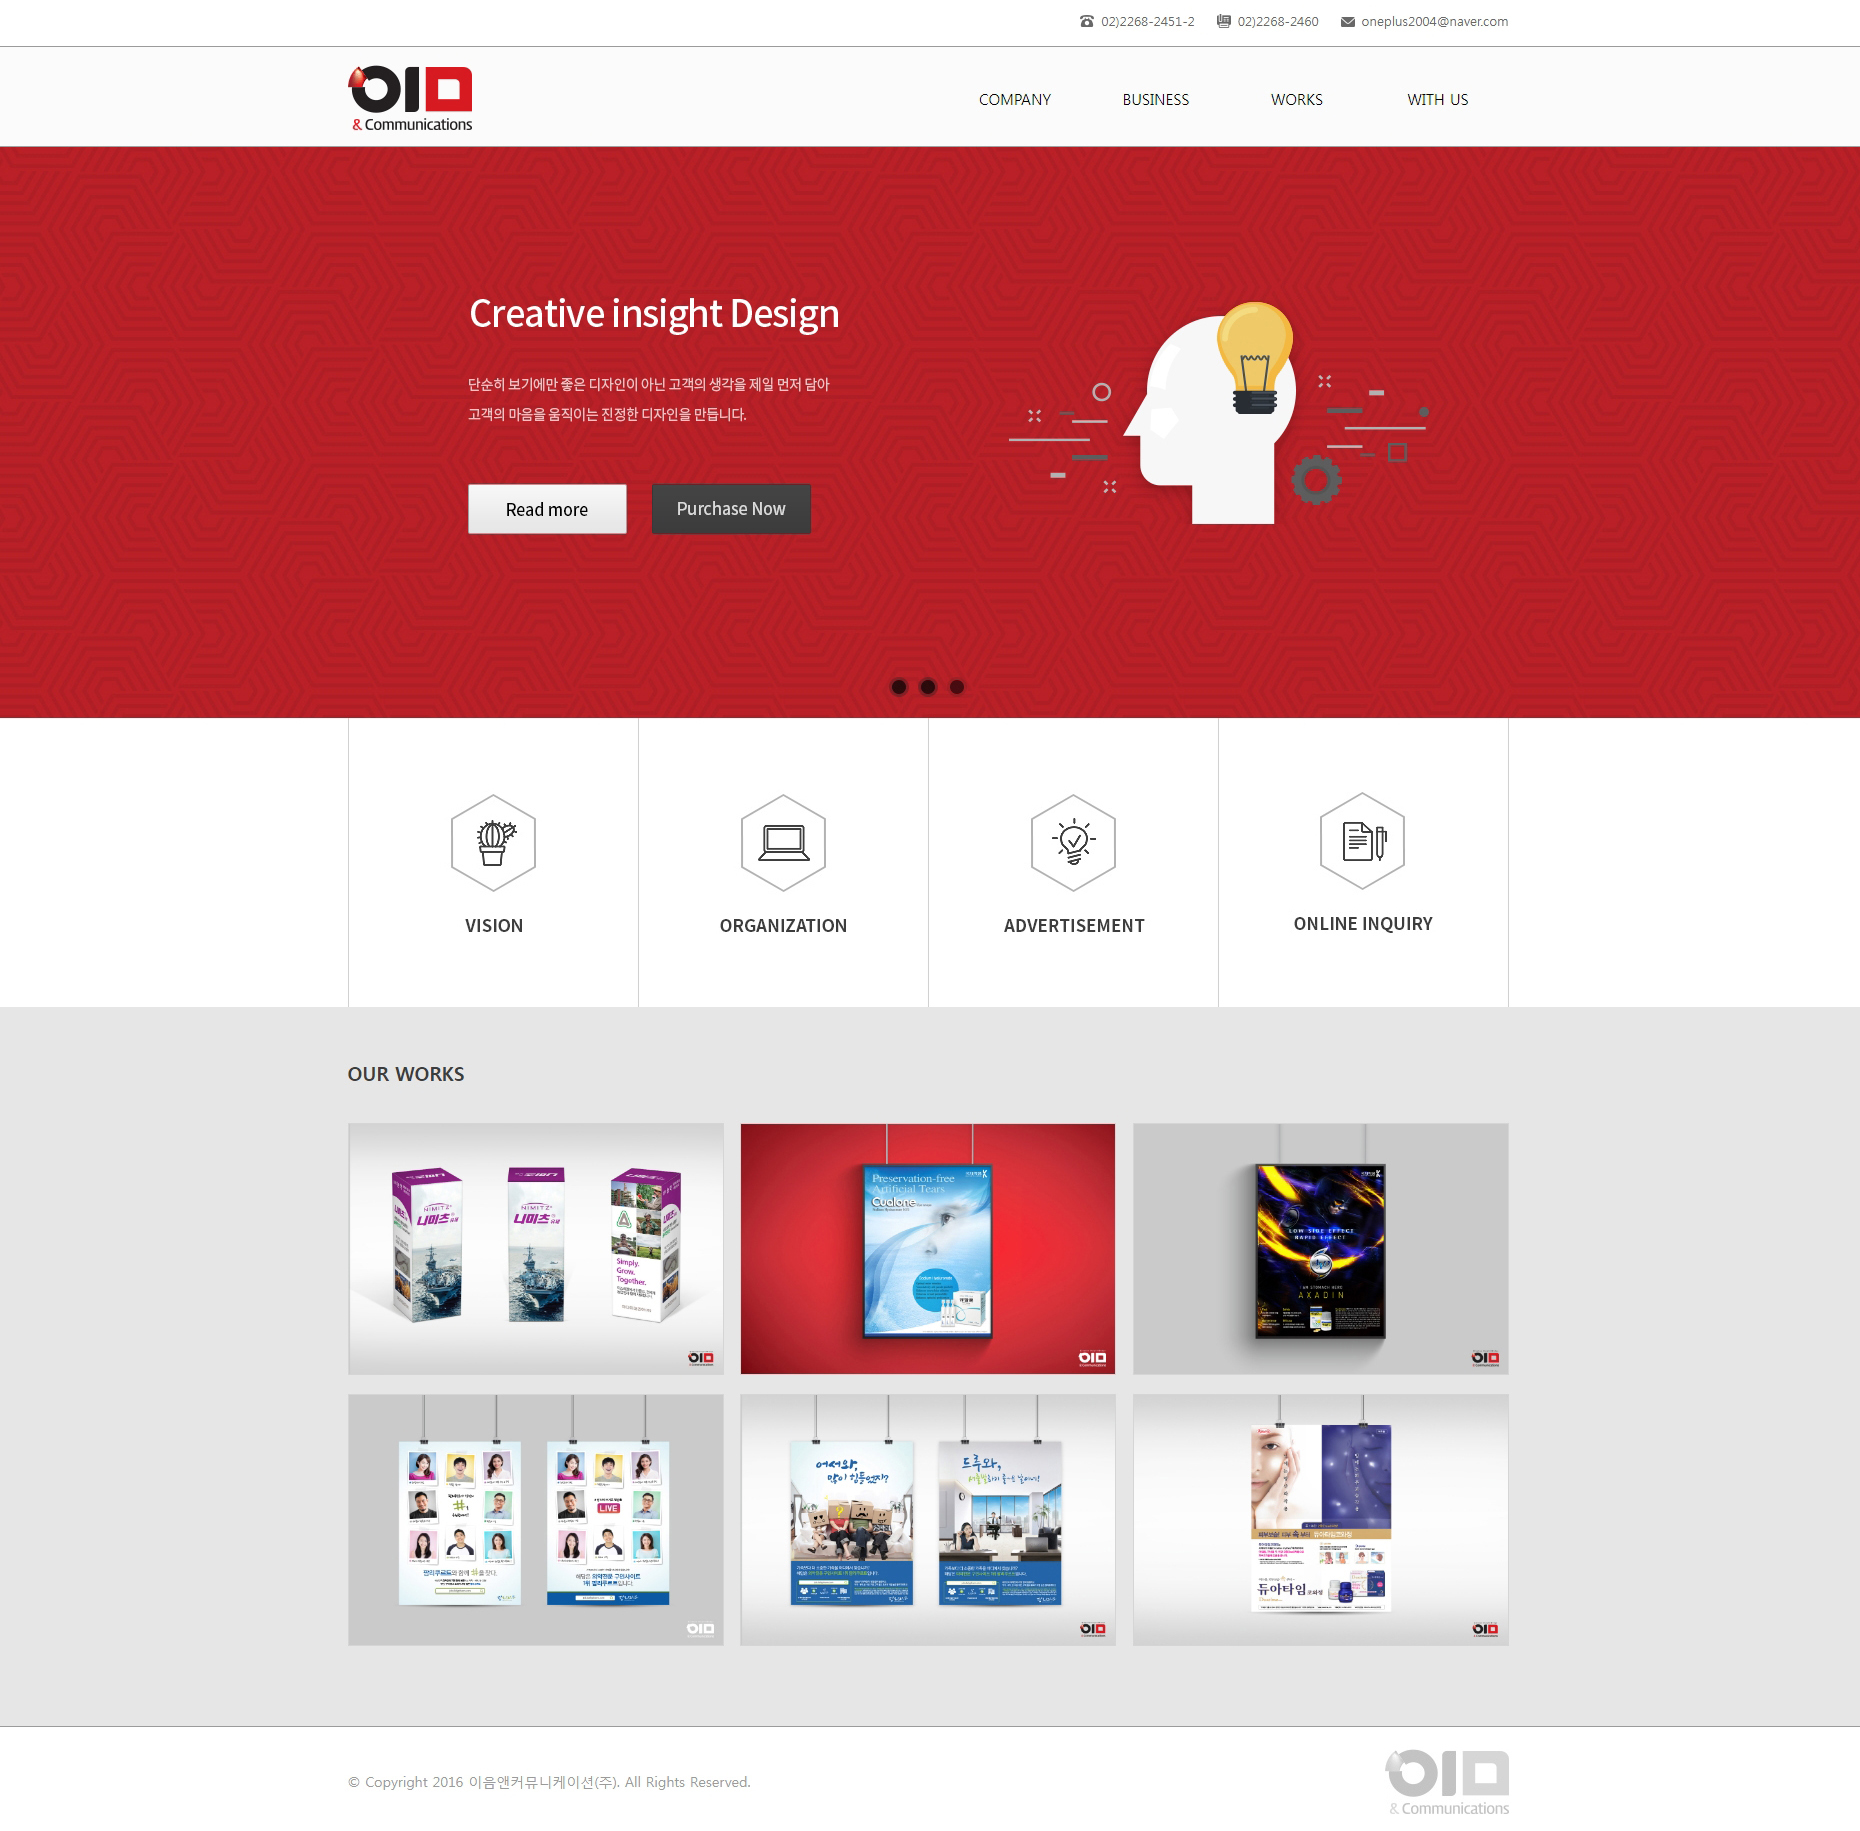 02)2268-2451-2
02)2268-2460
oneplus2004@naver.com
& Communications
COMPANY
BUSINESS
WORKS
WITH US
Creative insight Design
단순히 보기에만 좋은 디자인이 아닌 고객의 생각을 제일 먼저 담아
고객의 마음을 움직이는 진정한 디자인을 만듭니다.
Read more
Purchase Now
VISION
ORGANIZATION
ADVERTISEMENT
ONLINE INQUIRY
OUR WORKS
NIMITZ
니미츠
NIMITZ
니미츠
Simply.
Grow.
Together.
Preservation-free
Artificial Tears
Cualone
LOW SIDE EFFECT
RAPID EFFECT
AXADIN
LIVE
어서와,
많이 힘들었지?
드루와,
듀아타임
© Copyright 2016 이음앤커뮤니케이션(주). All Rights Reserved.
& Communications